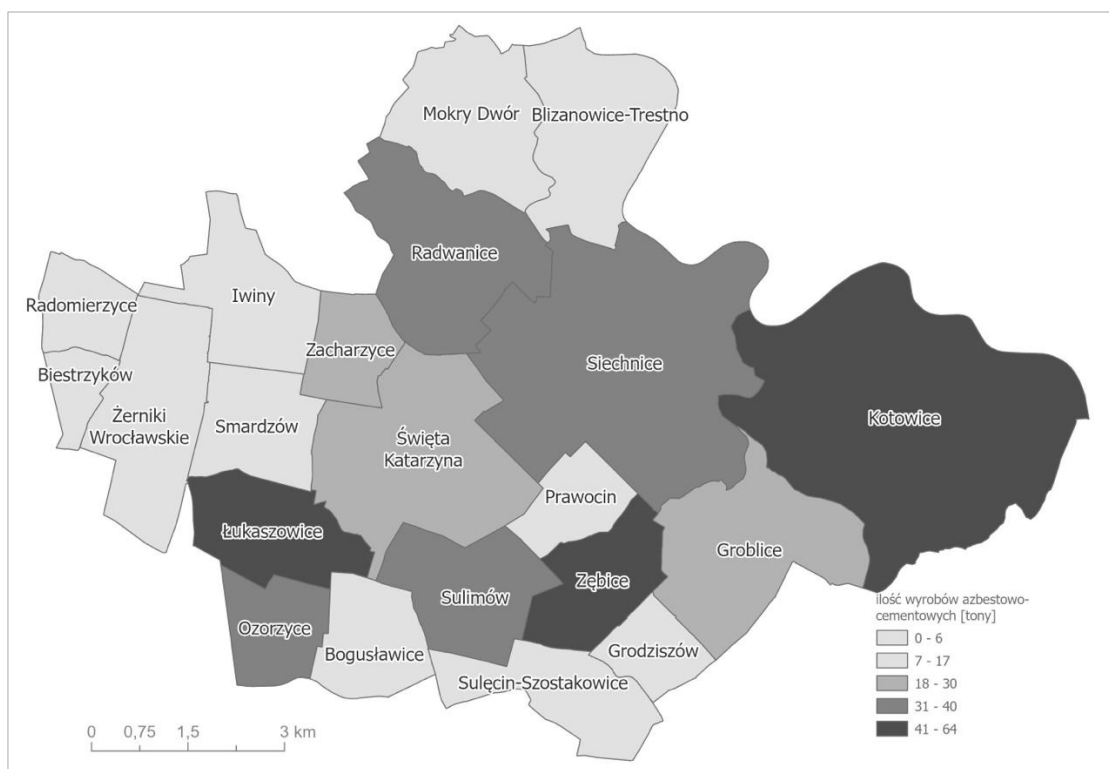 Mokry Dwór
Blizanowice-Trestno
Radwanice
Radomierzyce
Iwiny
Zacharzyce
Siechnice
Biestrzyków
Żerniki
Wrocławskie
Smardzów
Święta
Katarzyna
Kotowice
Prawocin
Łukaszowice
Groblice
Zębice
Sulimów
Ozorzyce
Bogusławice
Grodziszów
Sulęcin-Szostakowice
ilość wyrobów azbestowo-
cementowych [tony]
0 - 6
7 - 17
18 - 30
31 - 40
41 - 64
0 0,75 1,5 3 km